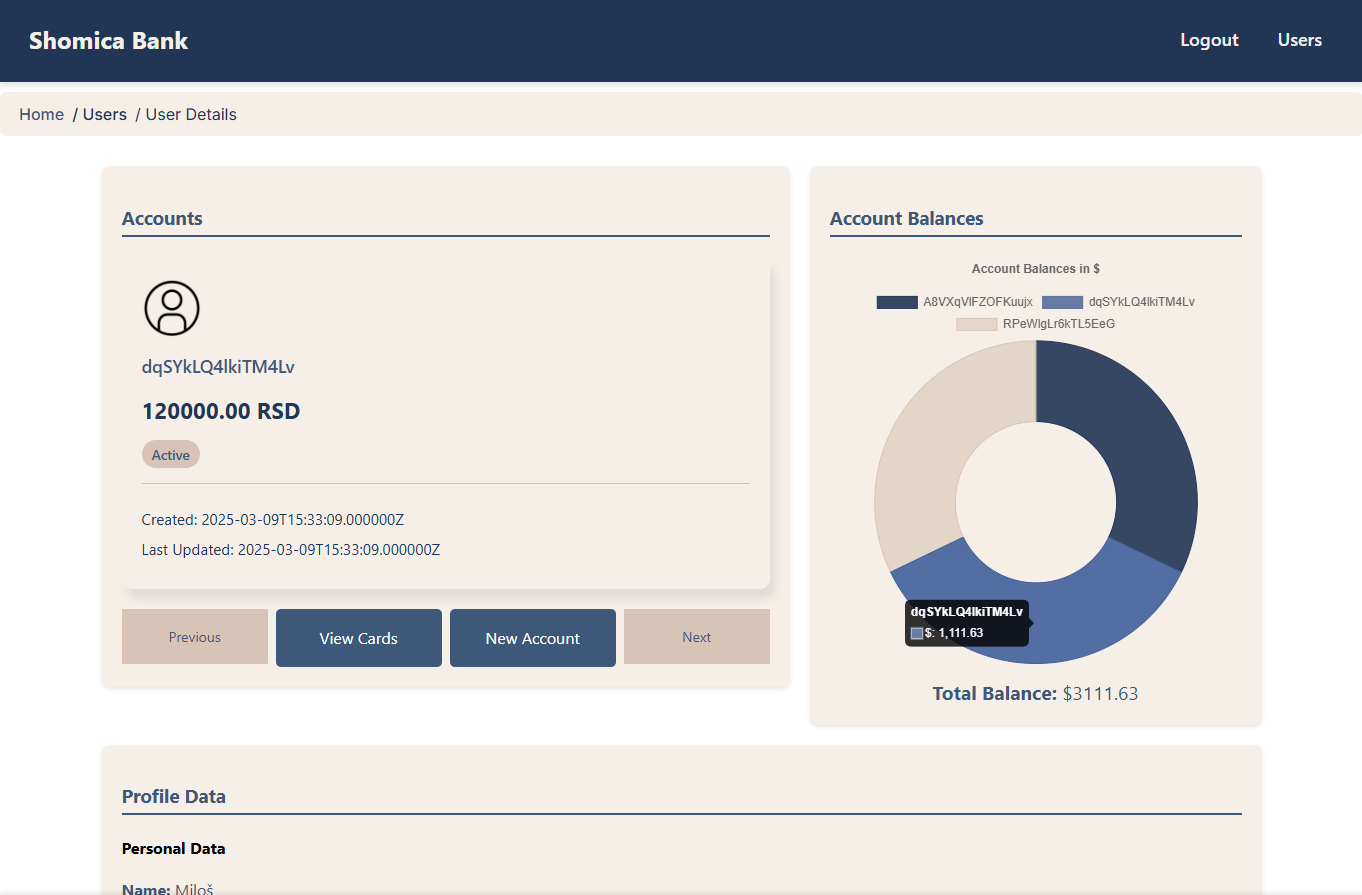 Shomica Bank
Logout Users
Home / Users / User Details
Accounts
dqSYkLQ4lkiTM4Lv
120000.00 RSD
Active
Created: 2025-03-09T15:33:09.000000Z
Last Updated: 2025-03-09T15:33:09.000000Z
Previous View Cards New Account Next
Account Balances
Account Balances in $
A8VXqVlFZOFKuujx dqSYkLQ4lkiTM4Lv
RPeWlgLr6kTL5EeG
dqSYkLQ4lkiTM4Lv
$: 1,111.63
Total Balance: $3111.63
Profile Data
Personal Data
Name: Miloš